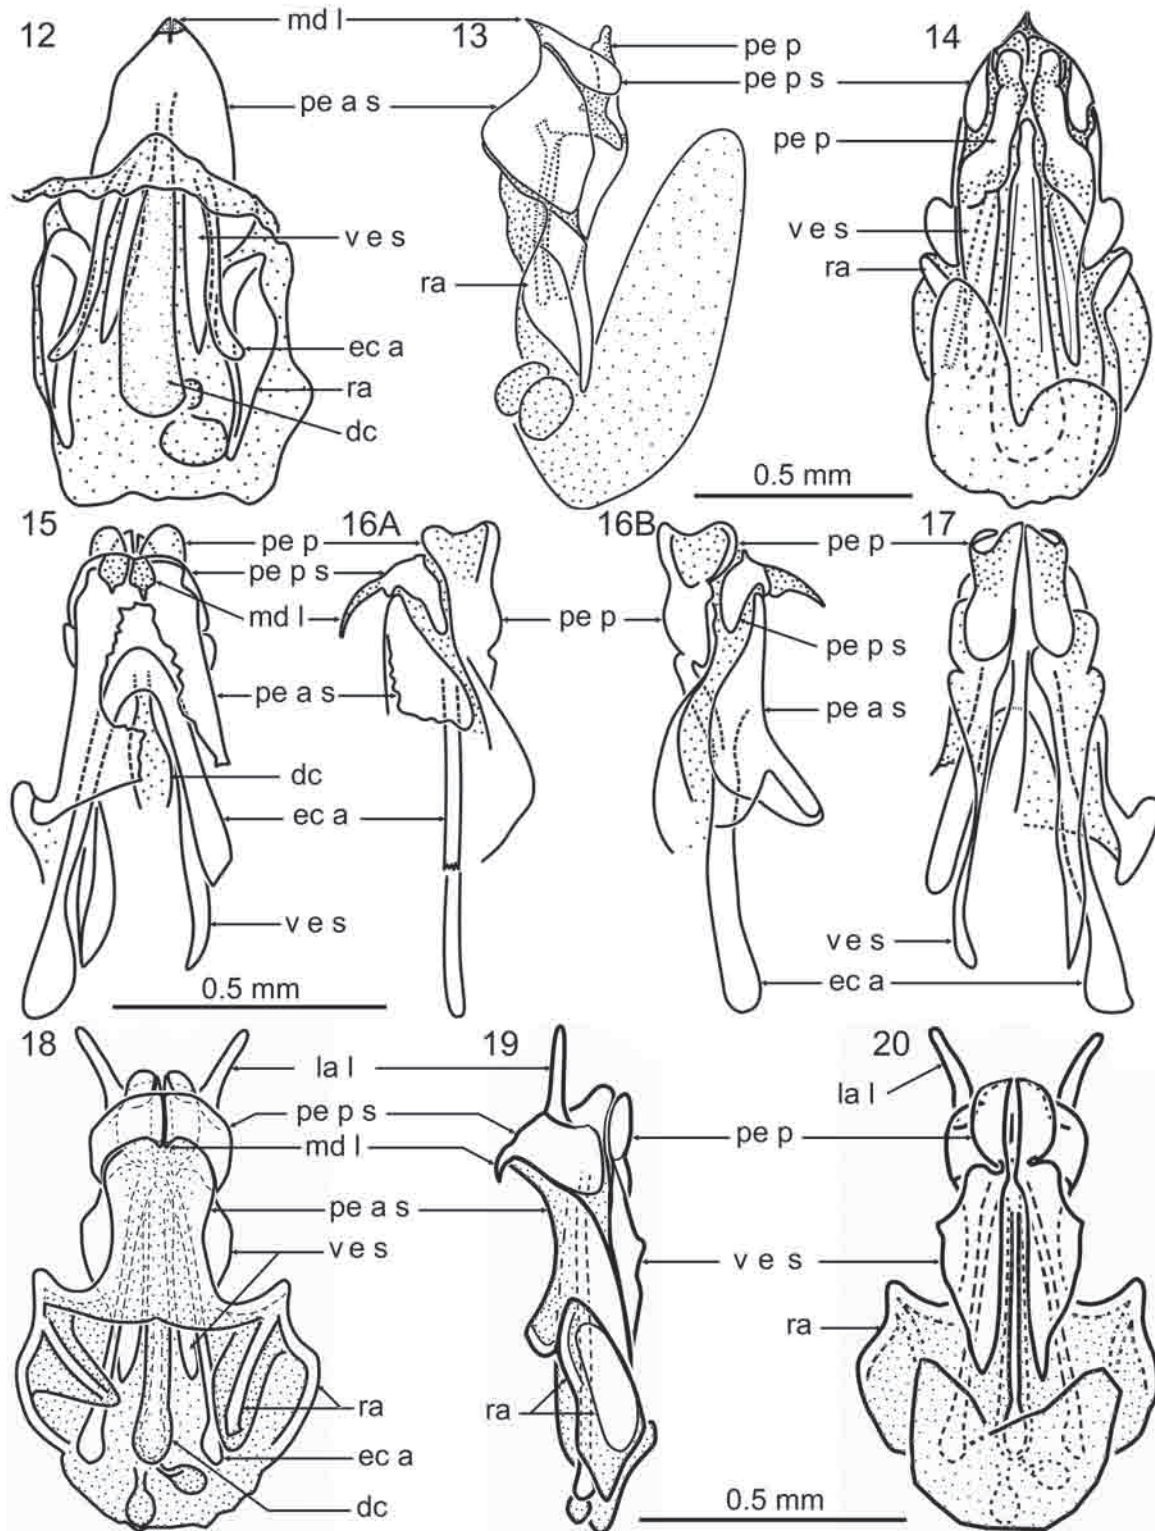 12 md l 13 14
pe p
pe a s pe p s
pe p
v e s v e s
ra ra
ec a
ra
dc
0.5 mm
15 16A 16B 17
pe p pe p
pe p s
md l pe p
pe p s
pe a s pe a s
dc
ec a
v e s v e s
ec a
0.5 mm
18 19 20
la l la l
pe p s
md l pe p
pe a s
v e s v e s
ra
ra ra
ec a
dc 0.5 mm